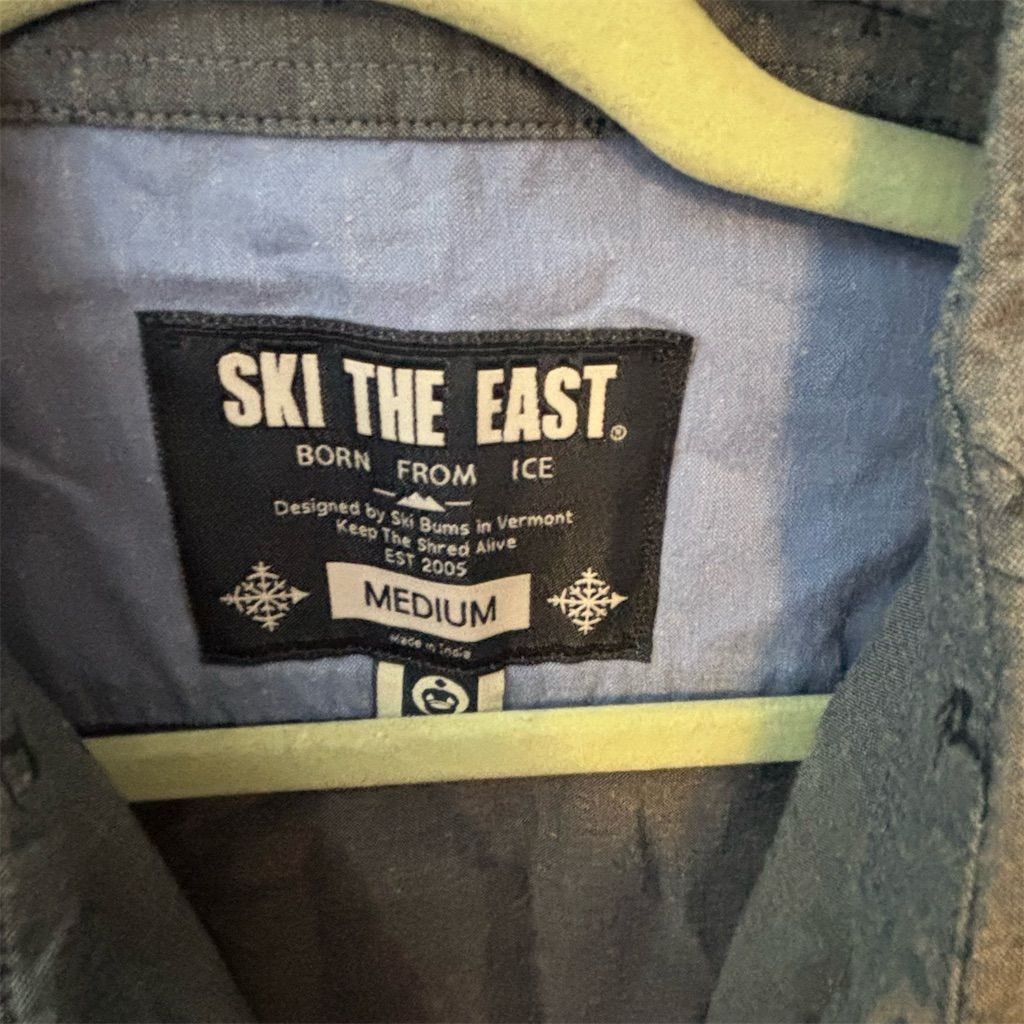 SKI THE EAST®
BORN FROM ICE
Designed by Ski Bums in Vermont
Keep The Shred Alive
EST 2005
MEDIUM
Made in India